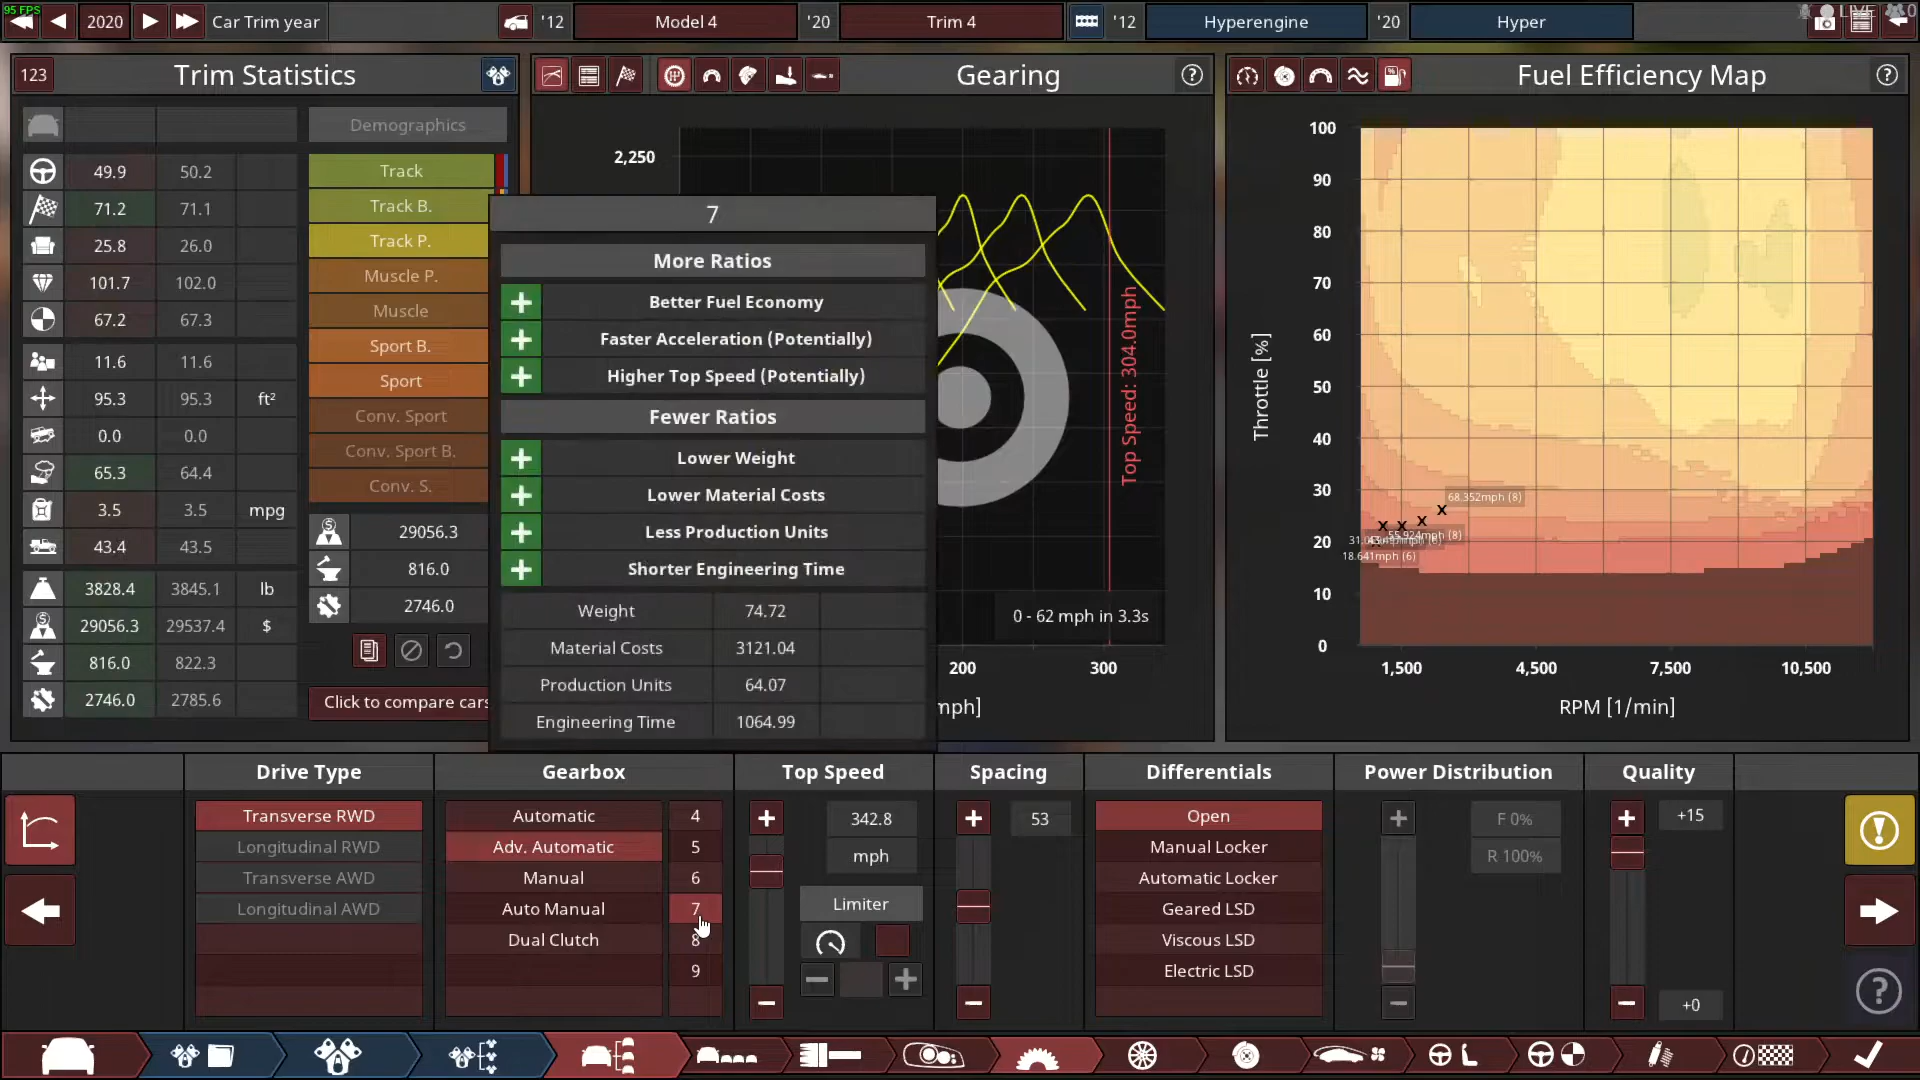 95 FPS
2020
Car Trim year
'12
Model 4
'20
Trim 4
'12
Hyperengine
'20
Hyper
LIVE
0
123
Trim Statistics
Demographics
49.9 50.2
71.2 71.1
25.8 26.0
101.7 102.0
67.2 67.3
11.6 11.6
95.3 95.3 ft²
0.0 0.0
65.3 64.4
3.5 3.5 mpg
43.4 43.5
3828.4 3845.1 lb
29056.3 29537.4 $
816.0 822.3
2746.0 2785.6
Track
Track B.
Track P.
Muscle P.
Muscle
Sport B.
Sport
Conv. Sport
Conv. Sport B.
Conv. S.
29056.3
816.0
2746.0
Click to compare cars
Gearing
2,250
7
More Ratios
Better Fuel Economy
Faster Acceleration (Potentially)
Higher Top Speed (Potentially)
Fewer Ratios
Lower Weight
Lower Material Costs
Less Production Units
Shorter Engineering Time
Weight 74.72
Material Costs 3121.04
Production Units 64.07
Engineering Time 1064.99
Top Speed: 304.0mph
0 - 62 mph in 3.3s
200 300
mph]
Fuel Efficiency Map
Throttle [%]
100
90
80
70
60
50
40
30
20
10
0
68.352mph (8)
55.924mph (8)
18.641mph (6)
1,500 4,500 7,500 10,500
RPM [1/min]
Drive Type
Transverse RWD
Longitudinal RWD
Transverse AWD
Longitudinal AWD
Gearbox
Automatic
Adv. Automatic
Manual
Auto Manual
Dual Clutch
4
5
6
7
8
9
Top Speed
342.8
mph
Limiter
Spacing
53
Differentials
Open
Manual Locker
Automatic Locker
Geared LSD
Viscous LSD
Electric LSD
Power Distribution
F 0%
R 100%
Quality
+15
+0